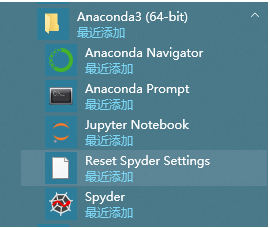 Anaconda3 (64-bit)
最近添加
Anaconda Navigator
最近添加
Anaconda Prompt
最近添加
Jupyter Notebook
最近添加
Reset Spyder Settings
最近添加
Spyder
最近添加